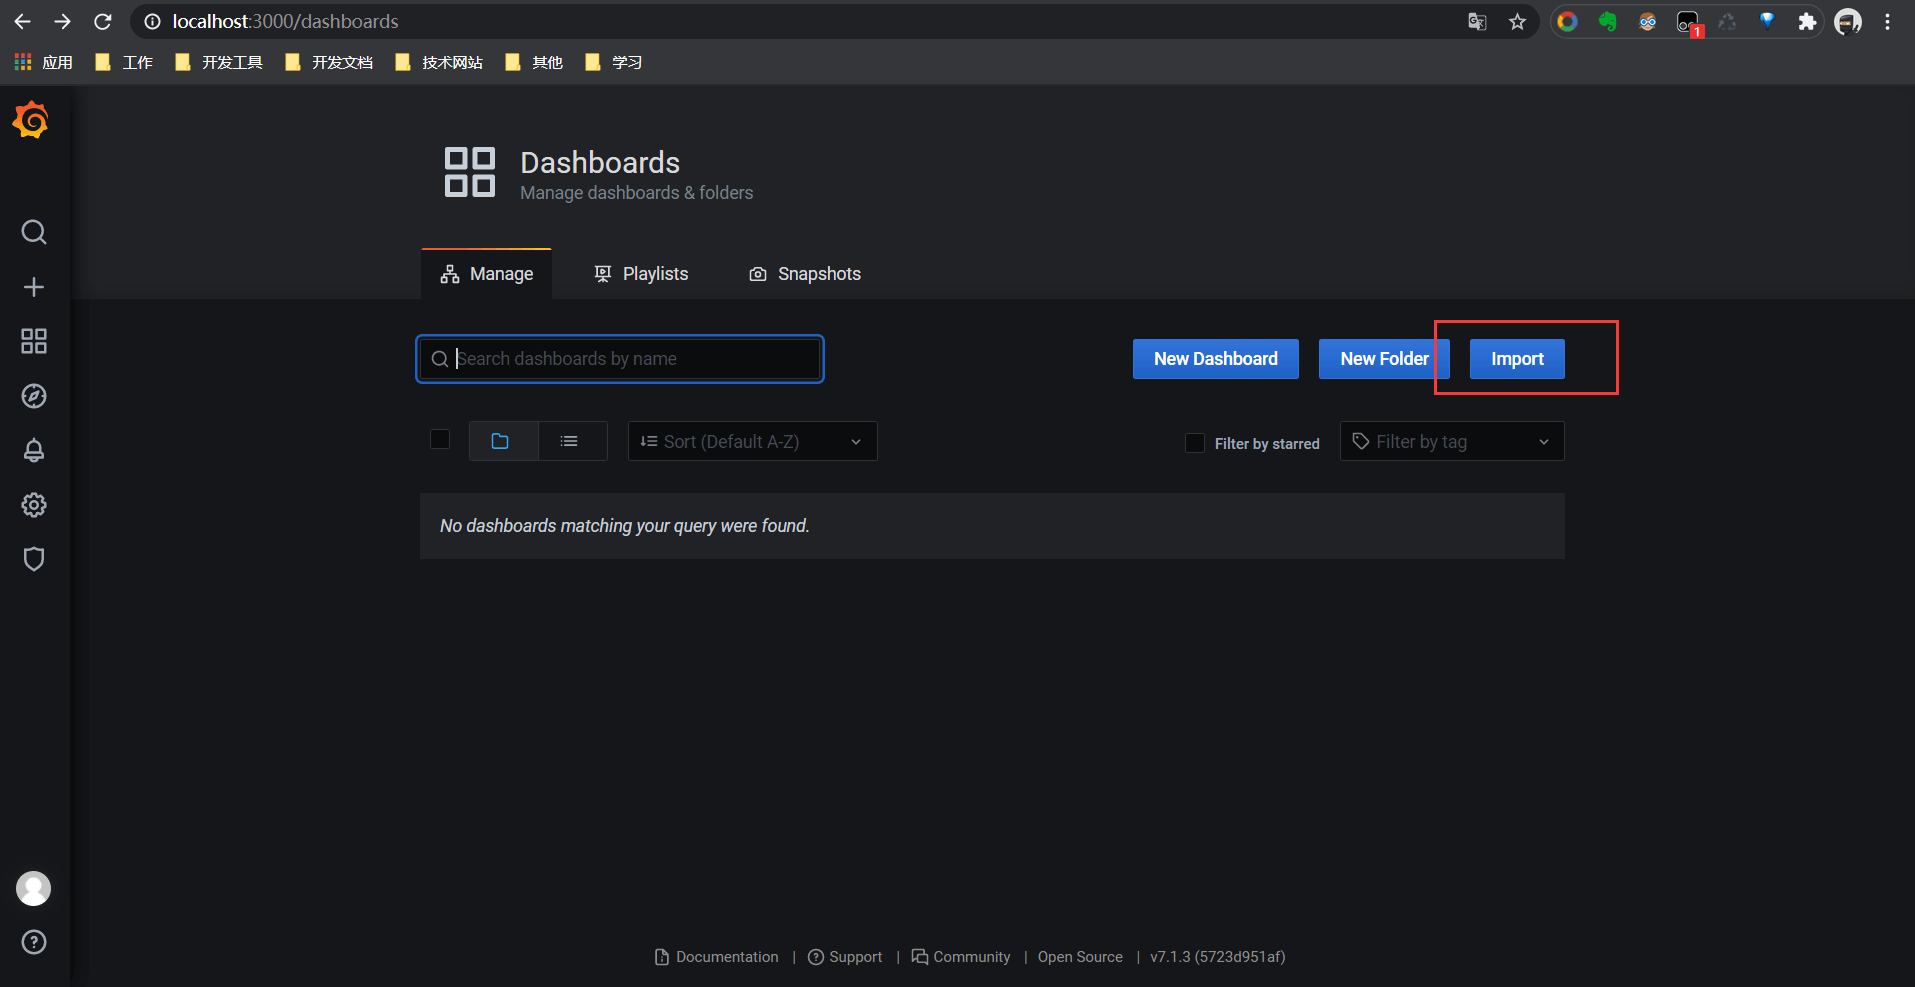 localhost:3000/dashboards
1
应用 工作 开发工具 开发文档 技术网站 其他 学习
Dashboards
Manage dashboards & folders
Manage Playlists Snapshots
Search dashboards by name New Dashboard New Folder Import
Sort (Default A-Z) Filter by starred Filter by tag
No dashboards matching your query were found.
Documentation | Support | Community | Open Source | v7.1.3 (5723d951af)